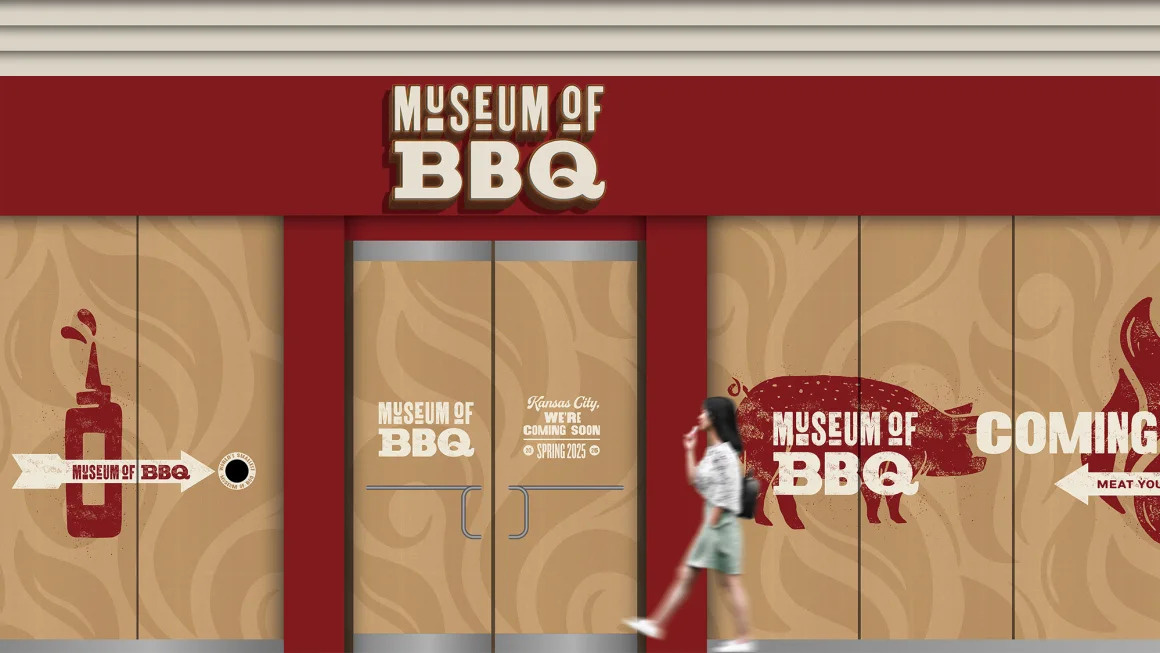 MUSEUM OF
BBQ
MUSEUM OF BBQ
MUSEUM OF
BBQ
Kansas City,
WE'RE
COMING SOON
SPRING 2025
MUSEUM OF
BBQ
COMING
MEAT YOU